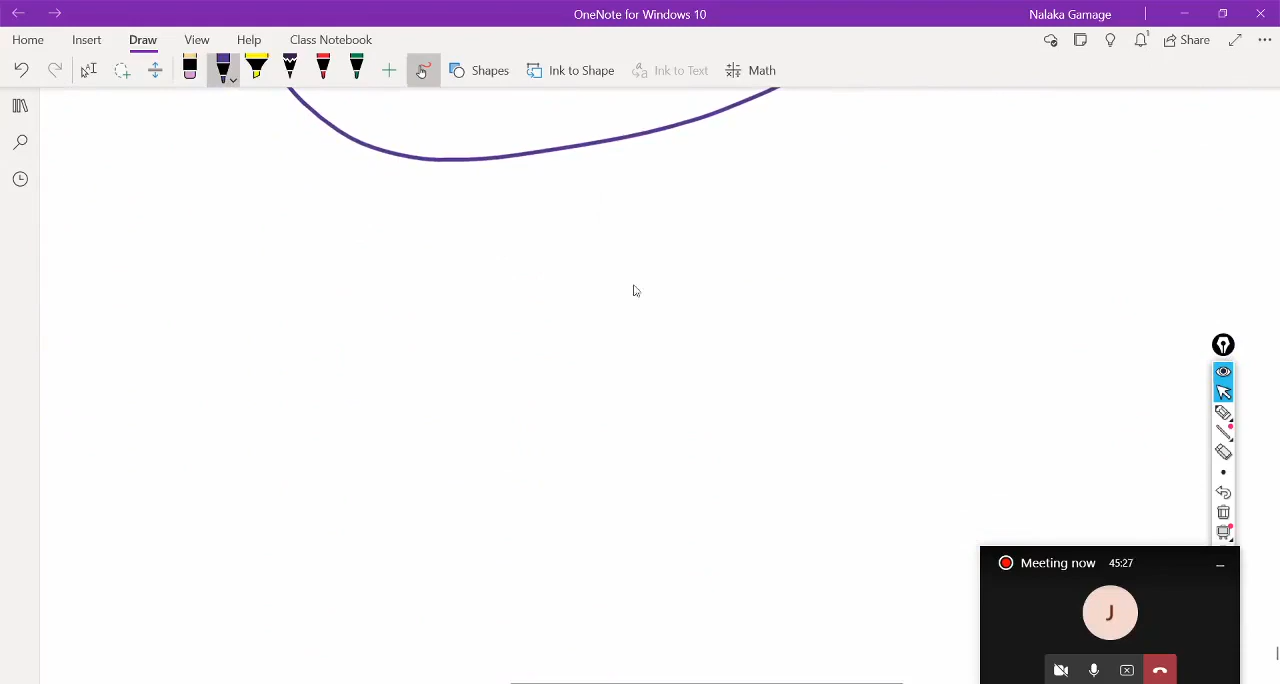 OneNote for Windows 10
Nalaka Gamage
Home Insert Draw View Help Class Notebook
1 Share
Shapes Ink to Shape Ink to Text Math
Meeting now 45:27
J